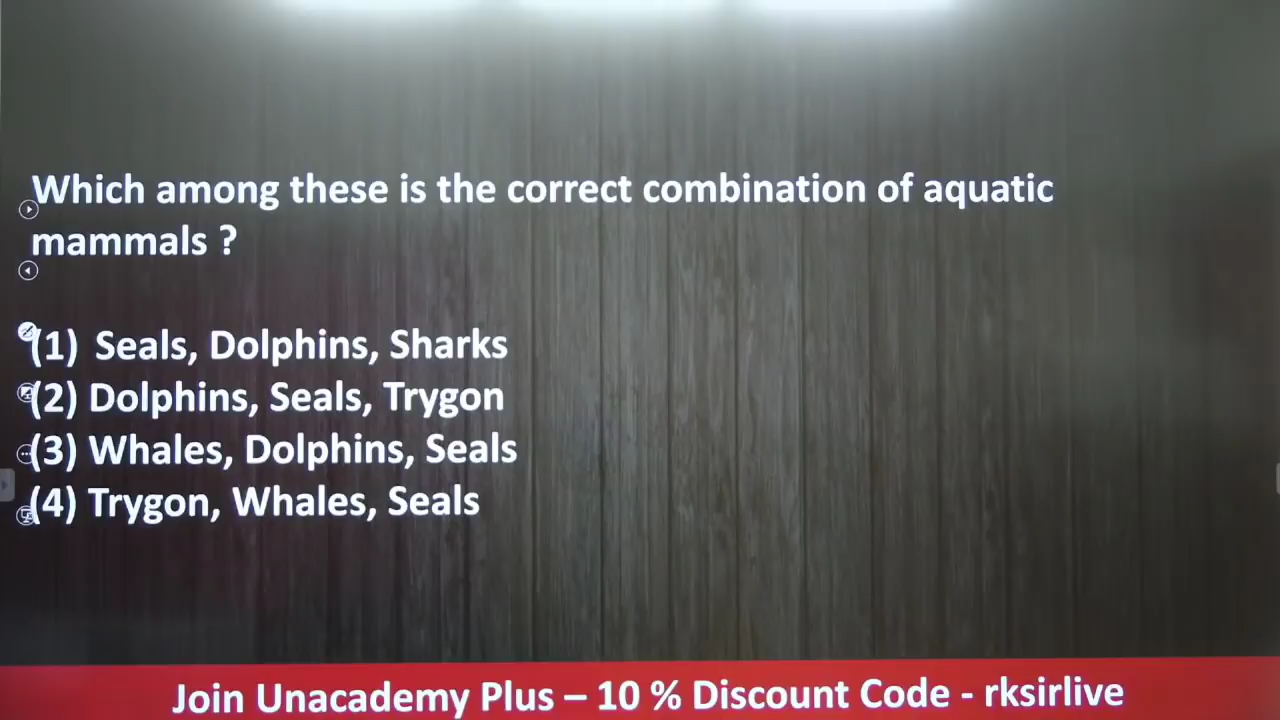 Which among these is the correct combination of aquatic
mammals ?
(1) Seals, Dolphins, Sharks
(2) Dolphins, Seals, Trygon
(3) Whales, Dolphins, Seals
(4) Trygon, Whales, Seals
Join Unacademy Plus – 10 % Discount Code - rksirlive